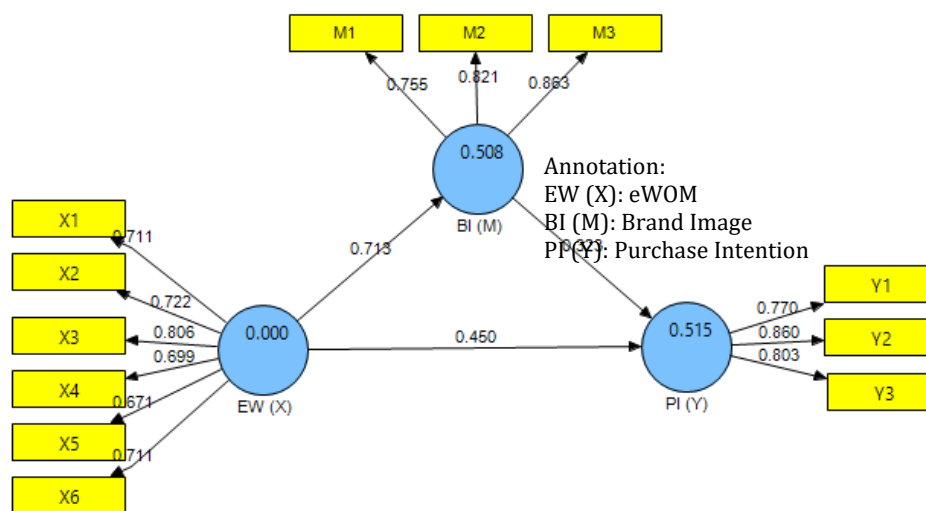 M1
M2
M3
0.755
0.821
0.863
0.508
BI (M)
Annotation:
EW (X): eWOM
BI (M): Brand Image
PI (Y): Purchase Intention
0.713
0.323
X1
0.711
X2
0.722
X3
0.806
X4
0.699
X5
0.671
X6
0.711
0.000
EW (X)
0.450
0.515
PI (Y)
Y1
0.770
Y2
0.860
Y3
0.803